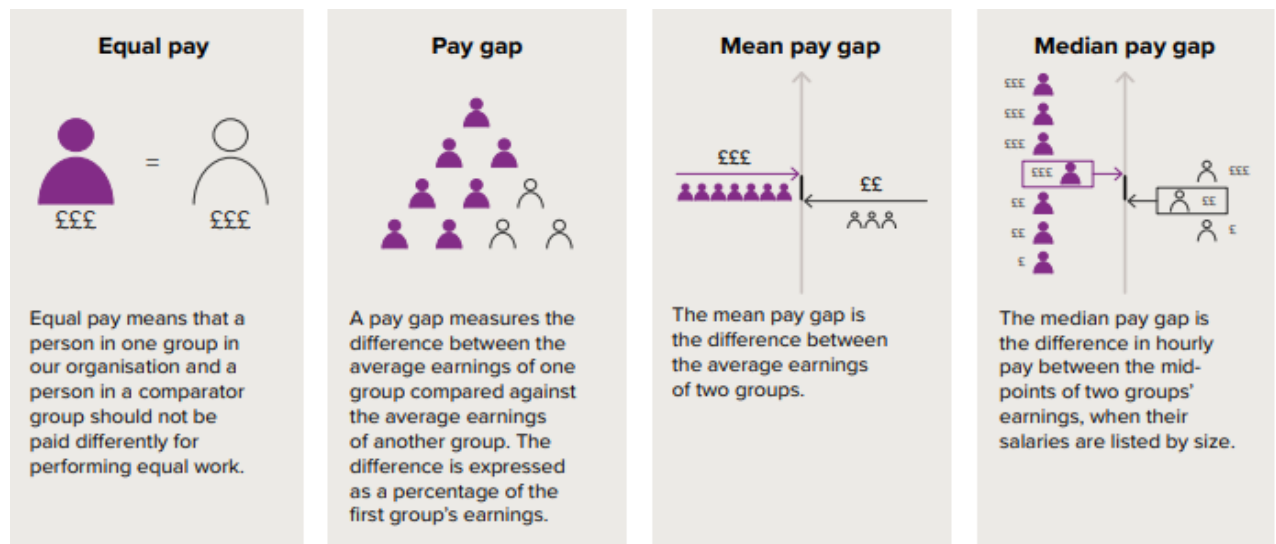 Equal pay
=
£££
£££
Equal pay means that a
person in one group in
our organisation and a
person in a comparator
group should not be
paid differently for
performing equal work.
Pay gap
A pay gap measures the
difference between the
average earnings of one
group compared against
the average earnings
of another group. The
difference is expressed
as a percentage of the
first group’s earnings.
Mean pay gap
£££
££
The mean pay gap is
the difference between
the average earnings
of two groups.
Median pay gap
£££
£££
£££
£££
££
££
£
£££
££
£
The median pay gap is
the difference in hourly
pay between the mid-
points of two groups’
earnings, when their
salaries are listed by size.